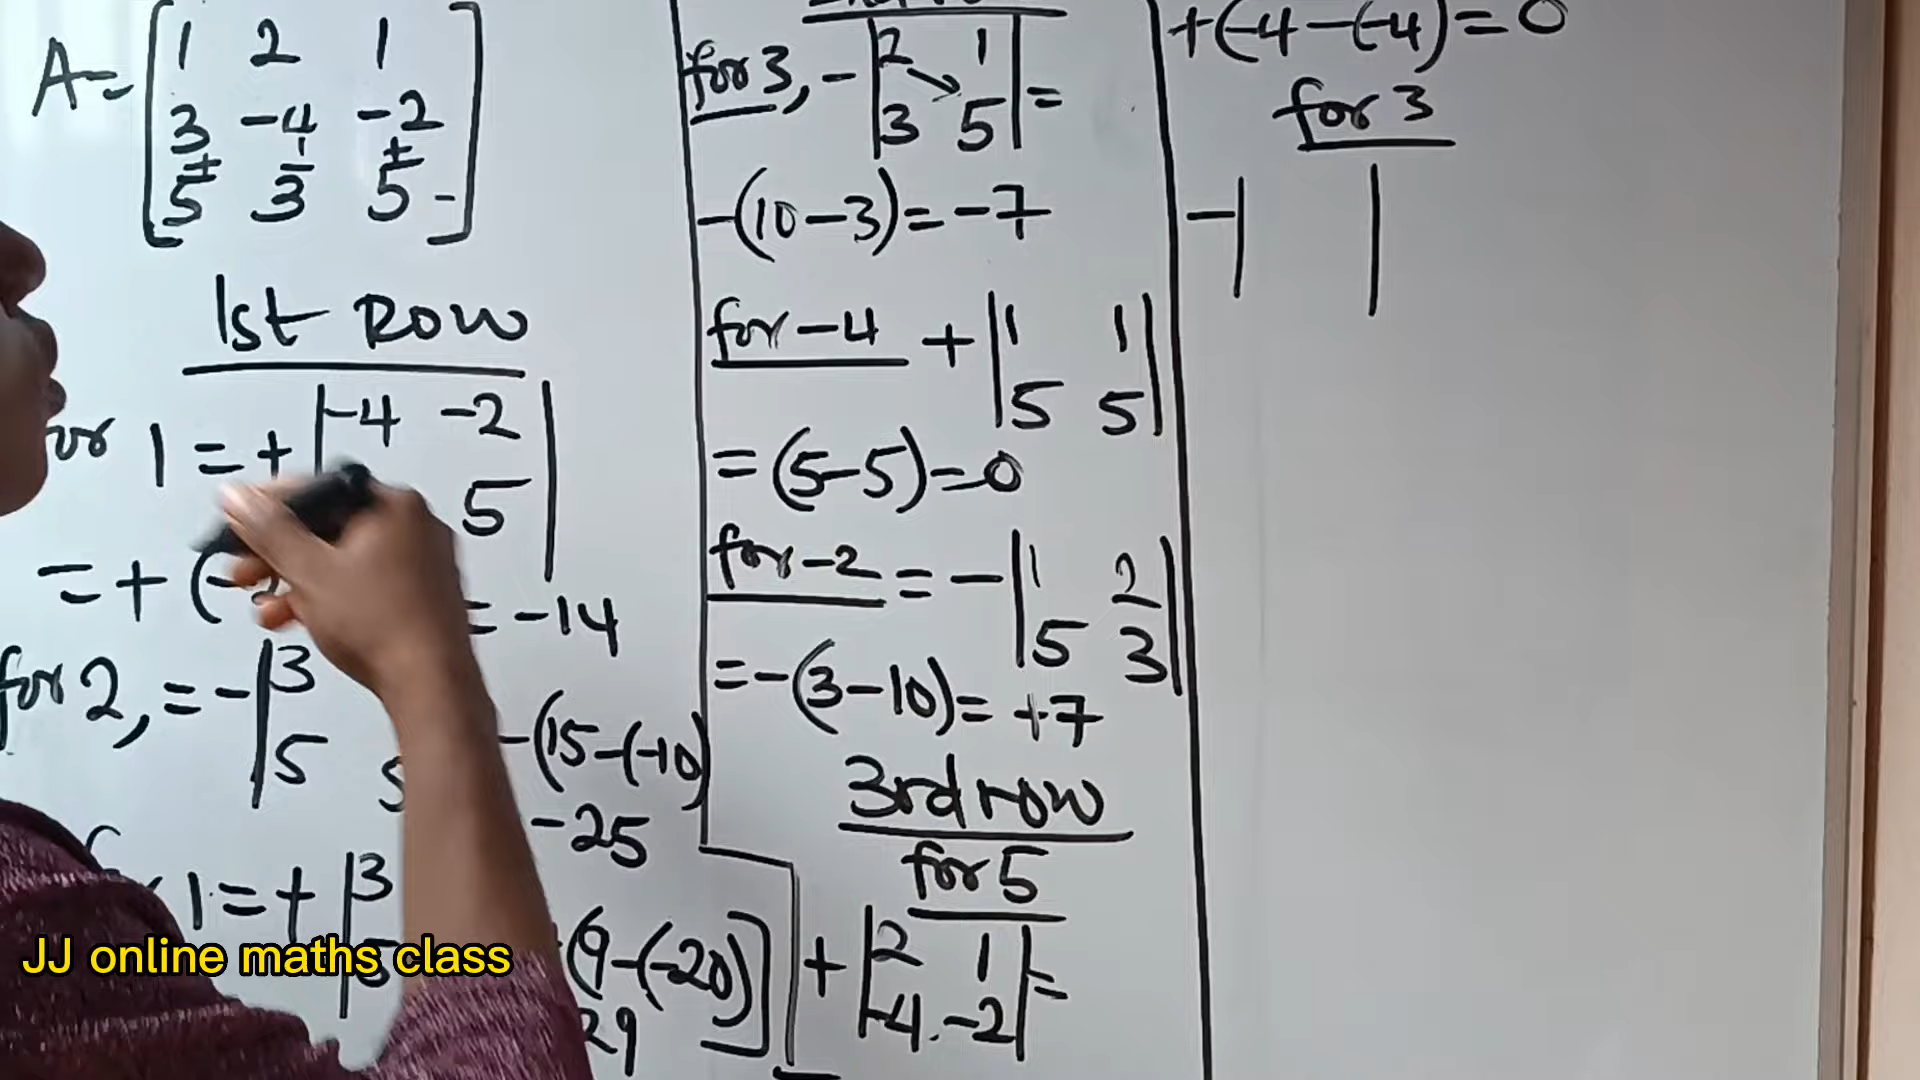 A= [ 1 2 1
3 -4 -2
+ - +
5 3 5 ]
1st Row
1 = + | -4 -2
5 |
= + (
= -14
for 2, = - | 3
5
-(15-(-10)
-25
1 = + | 3
5
(9-(-20)]
29
for 3, - | 2 1
3 5 | =
-(10-3) = -7
for -4 + | 1 1
5 5 |
= (5-5) = 0
for -2 = - | 1 2
5 3 |
= -(3-10) = +7
3rd row
for 5
+ | 2 1
-4 -2 | =
+(-4-(-4) = 0
for 3
- | |
JJ online maths class